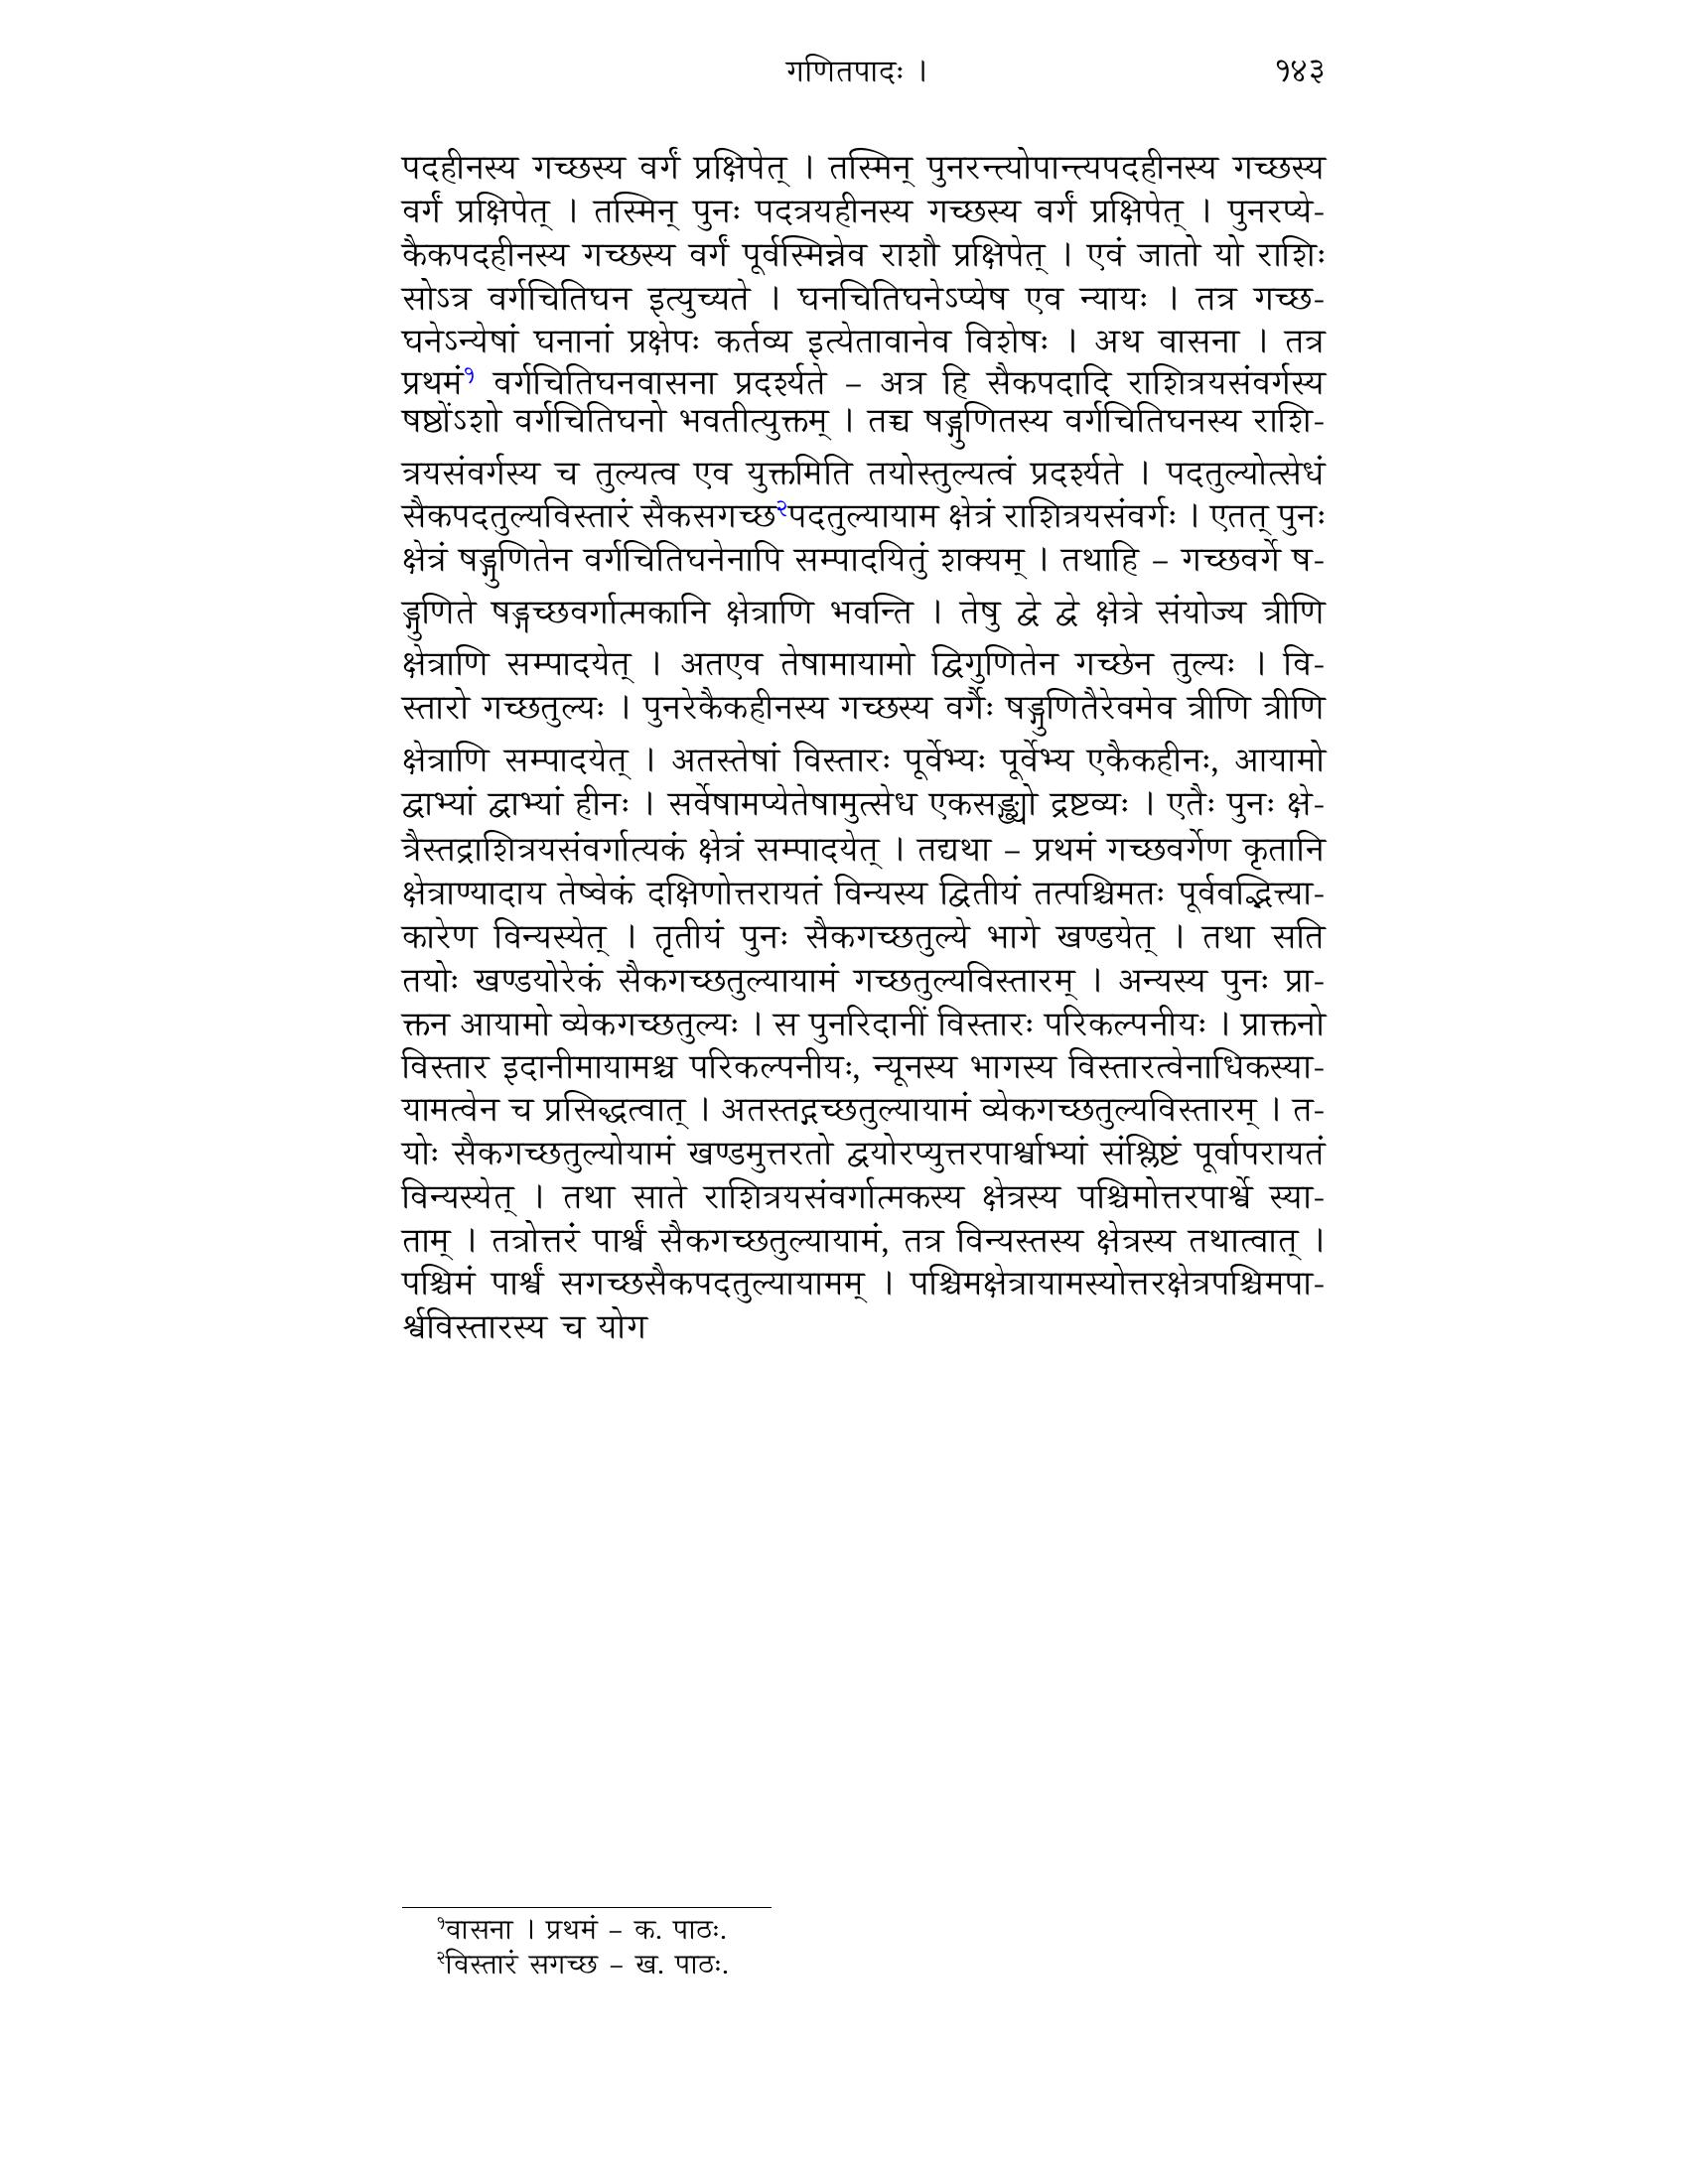 गणितपादः । १४३
पदहीनस्य गच्छस्य वर्गं प्रक्षिपेत् । तस्मिन् पुनरन्त्योपान्त्यपदहीनस्य गच्छस्य
वर्गं प्रक्षिपेत् । तस्मिन् पुनः पदत्रयहीनस्य गच्छस्य वर्गं प्रक्षिपेत् । पुनरप्ये-
कैकपदहीनस्य गच्छस्य वर्गं पूर्वस्मिन्नेव राशौ प्रक्षिपेत् । एवं जातो यो राशिः
सोऽत्र वर्गचितिघन इत्युच्यते । घनचितिघनेऽप्येष एव न्यायः । तत्र गच्छ-
घनेऽन्येषां घनानां प्रक्षेपः कर्तव्य इत्येतावानेव विशेषः । अथ वासना । तत्र
प्रथमं१ वर्गचितिघनवासना प्रदर्श्यते – अत्र हि सैकपदादि राशित्रयसंवर्गस्य
षष्ठोंऽशो वर्गचितिघनो भवतीत्युक्तम् । तच्च षड्गुणितस्य वर्गचितिघनस्य राशि-
त्रयसंवर्गस्य च तुल्यत्व एव युक्तमिति तयोस्तुल्यत्वं प्रदर्श्यते । पदतुल्योत्सेधं
सैकपदतुल्यविस्तारं सैकसगच्छ२पदतुल्यायाम क्षेत्रं राशित्रयसंवर्गः । एतत् पुनः
क्षेत्रं षड्गुणितेन वर्गचितिघनेनापि सम्पादयितुं शक्यम् । तथाहि – गच्छवर्गे ष-
ड्गुणिते षड्गच्छवर्गात्मकानि क्षेत्राणि भवन्ति । तेषु द्वे द्वे क्षेत्रे संयोज्य त्रीणि
क्षेत्राणि सम्पादयेत् । अतएव तेषामायामो द्विगुणितेन गच्छेन तुल्यः । वि-
स्तारो गच्छतुल्यः । पुनरेकैकहीनस्य गच्छस्य वर्गैः षड्गुणितैरेवमेव त्रीणि त्रीणि
क्षेत्राणि सम्पादयेत् । अतस्तेषां विस्तारः पूर्वेभ्यः पूर्वेभ्य एकैकहीनः, आयामो
द्वाभ्यां द्वाभ्यां हीनः । सर्वेषामप्येतेषामुत्सेध एकसङ्ख्यो द्रष्टव्यः । एतैः पुनः क्षे-
त्रैस्तद्राशित्रयसंवर्गात्यकं क्षेत्रं सम्पादयेत् । तद्यथा – प्रथमं गच्छवर्गेण कृतानि
क्षेत्राण्यादाय तेष्वेकं दक्षिणोत्तरायतं विन्यस्य द्वितीयं तत्पश्चिमतः पूर्ववद्भित्त्या-
कारेण विन्यस्येत् । तृतीयं पुनः सैकगच्छतुल्ये भागे खण्डयेत् । तथा सति
तयोः खण्डयोरेकं सैकगच्छतुल्यायामं गच्छतुल्यविस्तारम् । अन्यस्य पुनः प्रा-
क्तन आयामो व्येकगच्छतुल्यः । स पुनरिदानीं विस्तारः परिकल्पनीयः । प्राक्तनो
विस्तार इदानीमायामश्च परिकल्पनीयः, न्यूनस्य भागस्य विस्तारत्वेनाधिकस्या-
यामत्वेन च प्रसिद्धत्वात् । अतस्तद्गच्छतुल्यायामं व्येकगच्छतुल्यविस्तारम् । त-
योः सैकगच्छतुल्योयामं खण्डमुत्तरतो द्वयोरप्युत्तरपार्श्वाभ्यां संश्लिष्टं पूर्वापरायतं
विन्यस्येत् । तथा साते राशित्रयसंवर्गात्मकस्य क्षेत्रस्य पश्चिमोत्तरपार्श्वे स्या-
ताम् । तत्रोत्तरं पार्श्वं सैकगच्छतुल्यायामं, तत्र विन्यस्तस्य क्षेत्रस्य तथात्वात् ।
पश्चिमं पार्श्वं सगच्छसैकपदतुल्यायामम् । पश्चिमक्षेत्रायामस्योत्तरक्षेत्रपश्चिमपा-
र्श्वविस्तारस्य च योग
१वासना । प्रथमं – क. पाठः.
२विस्तारं सगच्छ – ख. पाठः.